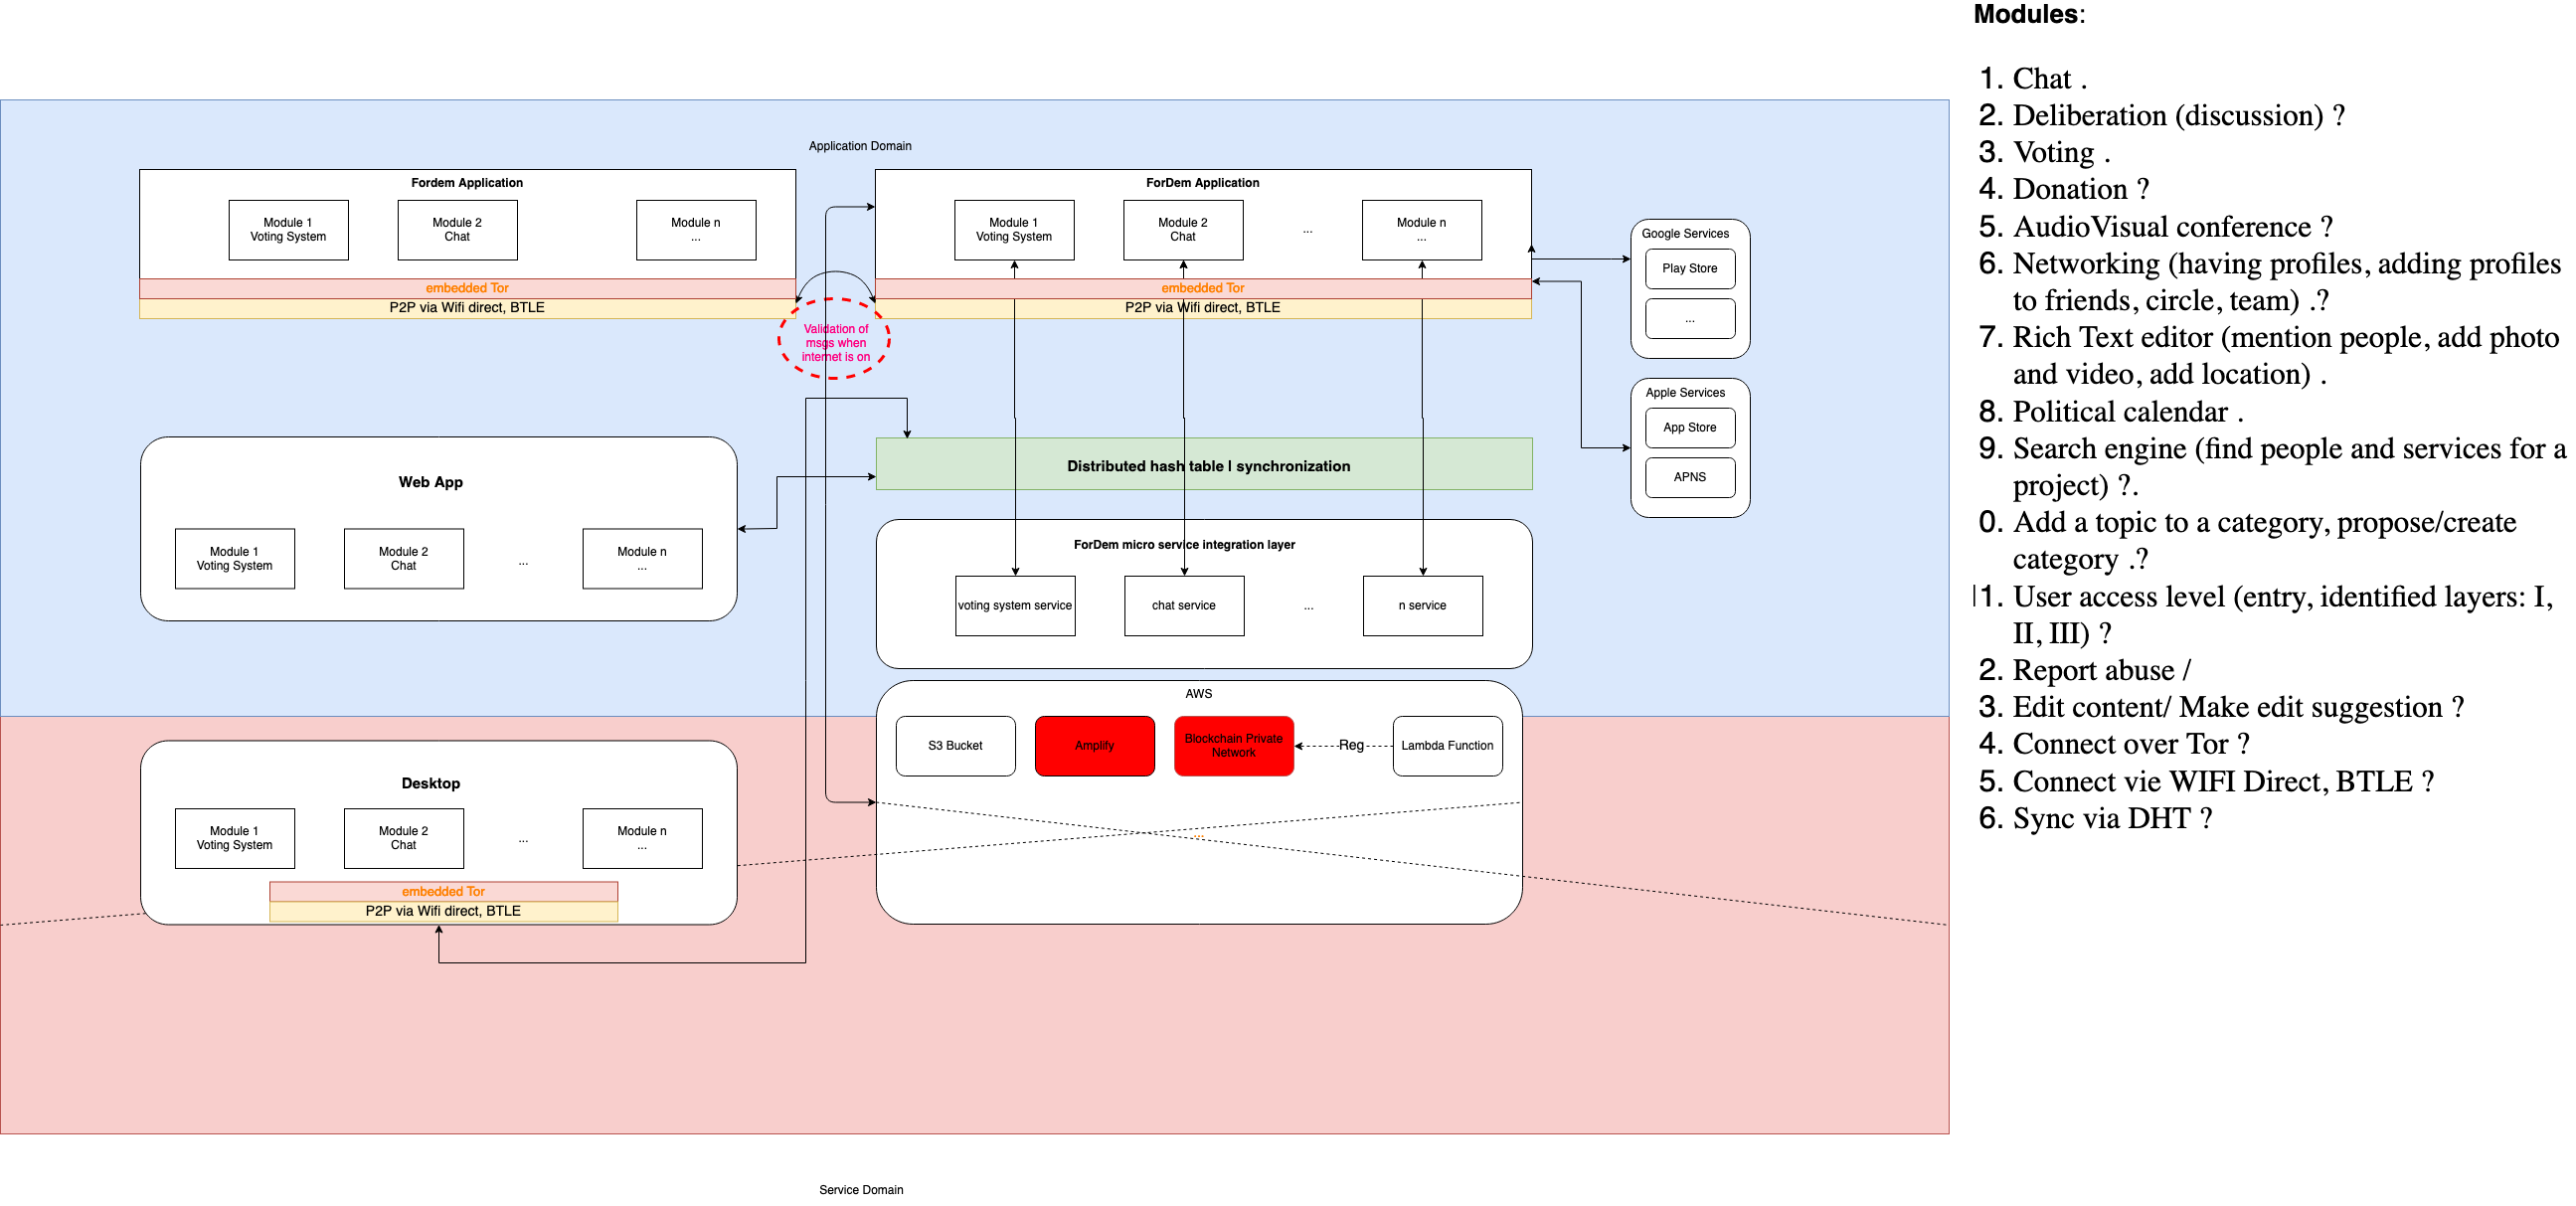 Modules:
1. Chat .
2. Deliberation (discussion) ?
3. Voting .
4. Donation ?
5. AudioVisual conference ?
6. Networking (having profiles, adding profiles
to friends, circle, team) .?
7. Rich Text editor (mention people, add photo
and video, add location) .
8. Political calendar .
9. Search engine (find people and services for a
project) ?.
0. Add a topic to a category, propose/create
category .?
1. User access level (entry, identified layers: I,
II, III) ?
2. Report abuse /
3. Edit content/ Make edit suggestion ?
4. Connect over Tor ?
5. Connect vie WIFI Direct, BTLE ?
6. Sync via DHT ?
Application Domain
Fordem Application
Module 1
Voting System
Module 2
Chat
Module n
...
embedded Tor
P2P via Wifi direct, BTLE
ForDem Application
Module 1
Voting System
Module 2
Chat
...
Module n
...
embedded Tor
P2P via Wifi direct, BTLE
Validation of
msgs when
internet is on
Google Services
Play Store
...
Apple Services
App Store
APNS
Web App
Module 1
Voting System
Module 2
Chat
...
Module n
...
Distributed hash table | synchronization
ForDem micro service integration layer
voting system service
chat service
...
n service
AWS
S3 Bucket
Amplify
Blockchain Private
Network
Reg
Lambda Function
...
Desktop
Module 1
Voting System
Module 2
Chat
...
Module n
...
embedded Tor
P2P via Wifi direct, BTLE
Service Domain